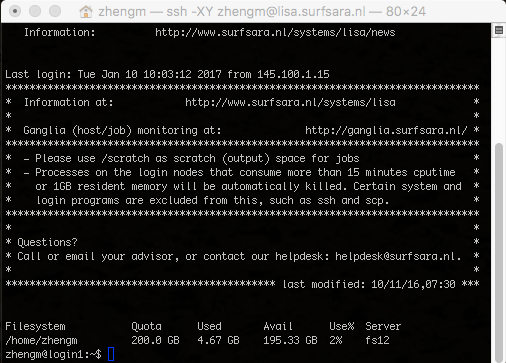 zhengm — ssh -XY zhengm@lisa.surfsara.nl — 80×24
Information: http://www.surfsara.nl/systems/lisa/news
Last login: Tue Jan 10 10:03:12 2017 from 145.100.1.15
*******************************************************************************
* Information at: http://www.surfsara.nl/systems/lisa *
* *
* Ganglia (host/job) monitoring at: http://ganglia.surfsara.nl/ *
*******************************************************************************
* - Please use /scratch as scratch (output) space for jobs *
* - Processes on the login nodes that consume more than 15 minutes cputime *
* or 1GB resident memory will be automatically killed. Certain system and *
* login programs are excluded from this, such as ssh and scp. *
*******************************************************************************
* *
* Questions? *
* Call or email your advisor, or contact our helpdesk: helpdesk@surfsara.nl. *
* *
********************************************* last modified: 10/11/16,07:30 ***
Filesystem Quota Used Avail Use% Server
/home/zhengm 200.0 GB 4.67 GB 195.33 GB 2% fs12
zhengm@login1:~$